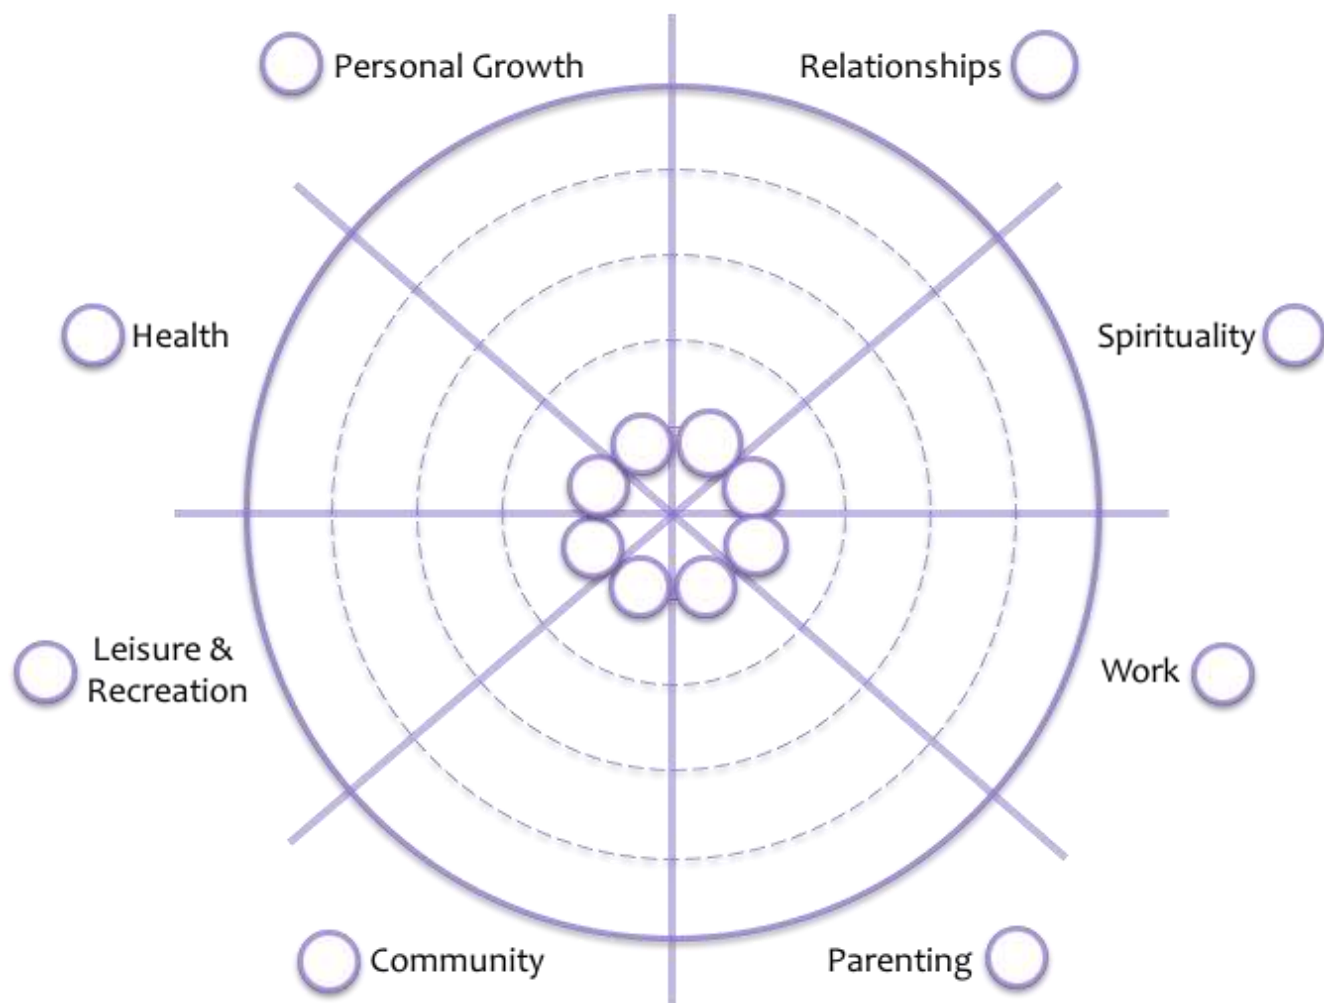 Personal Growth
Relationships
Health
Spirituality
Leisure &
Recreation
Work
Community
Parenting